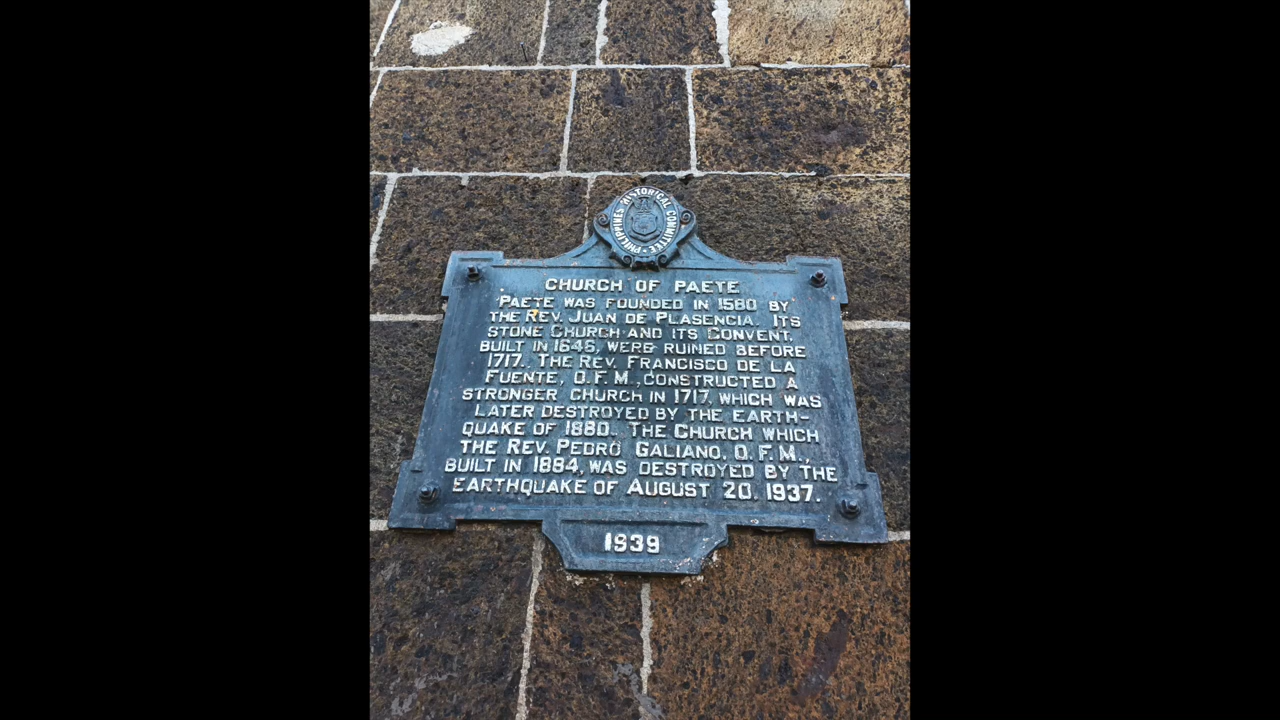 PHILIPPINES HISTORICAL COMMITTEE
CHURCH OF PAETE
PAETE WAS FOUNDED IN 1580 BY
THE REV. JUAN DE PLASENCIA. ITS
STONE CHURCH AND ITS CONVENT,
BUILT IN 1646, WERE RUINED BEFORE
1717. THE REV. FRANCISCO DE LA
FUENTE, O.F.M., CONSTRUCTED A
STRONGER CHURCH IN 1717, WHICH WAS
LATER DESTROYED BY THE EARTH-
QUAKE OF 1880. THE CHURCH WHICH
THE REV. PEDRO GALIANO, O.F.M.,
BUILT IN 1884, WAS DESTROYED BY THE
EARTHQUAKE OF AUGUST 20, 1937.
1939